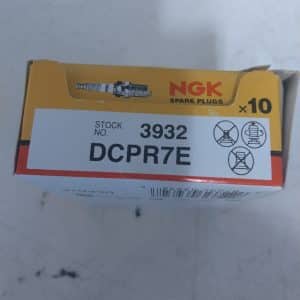 NGK
SPARK PLUGS
×10
STOCK NO. 3932
DCPR7E